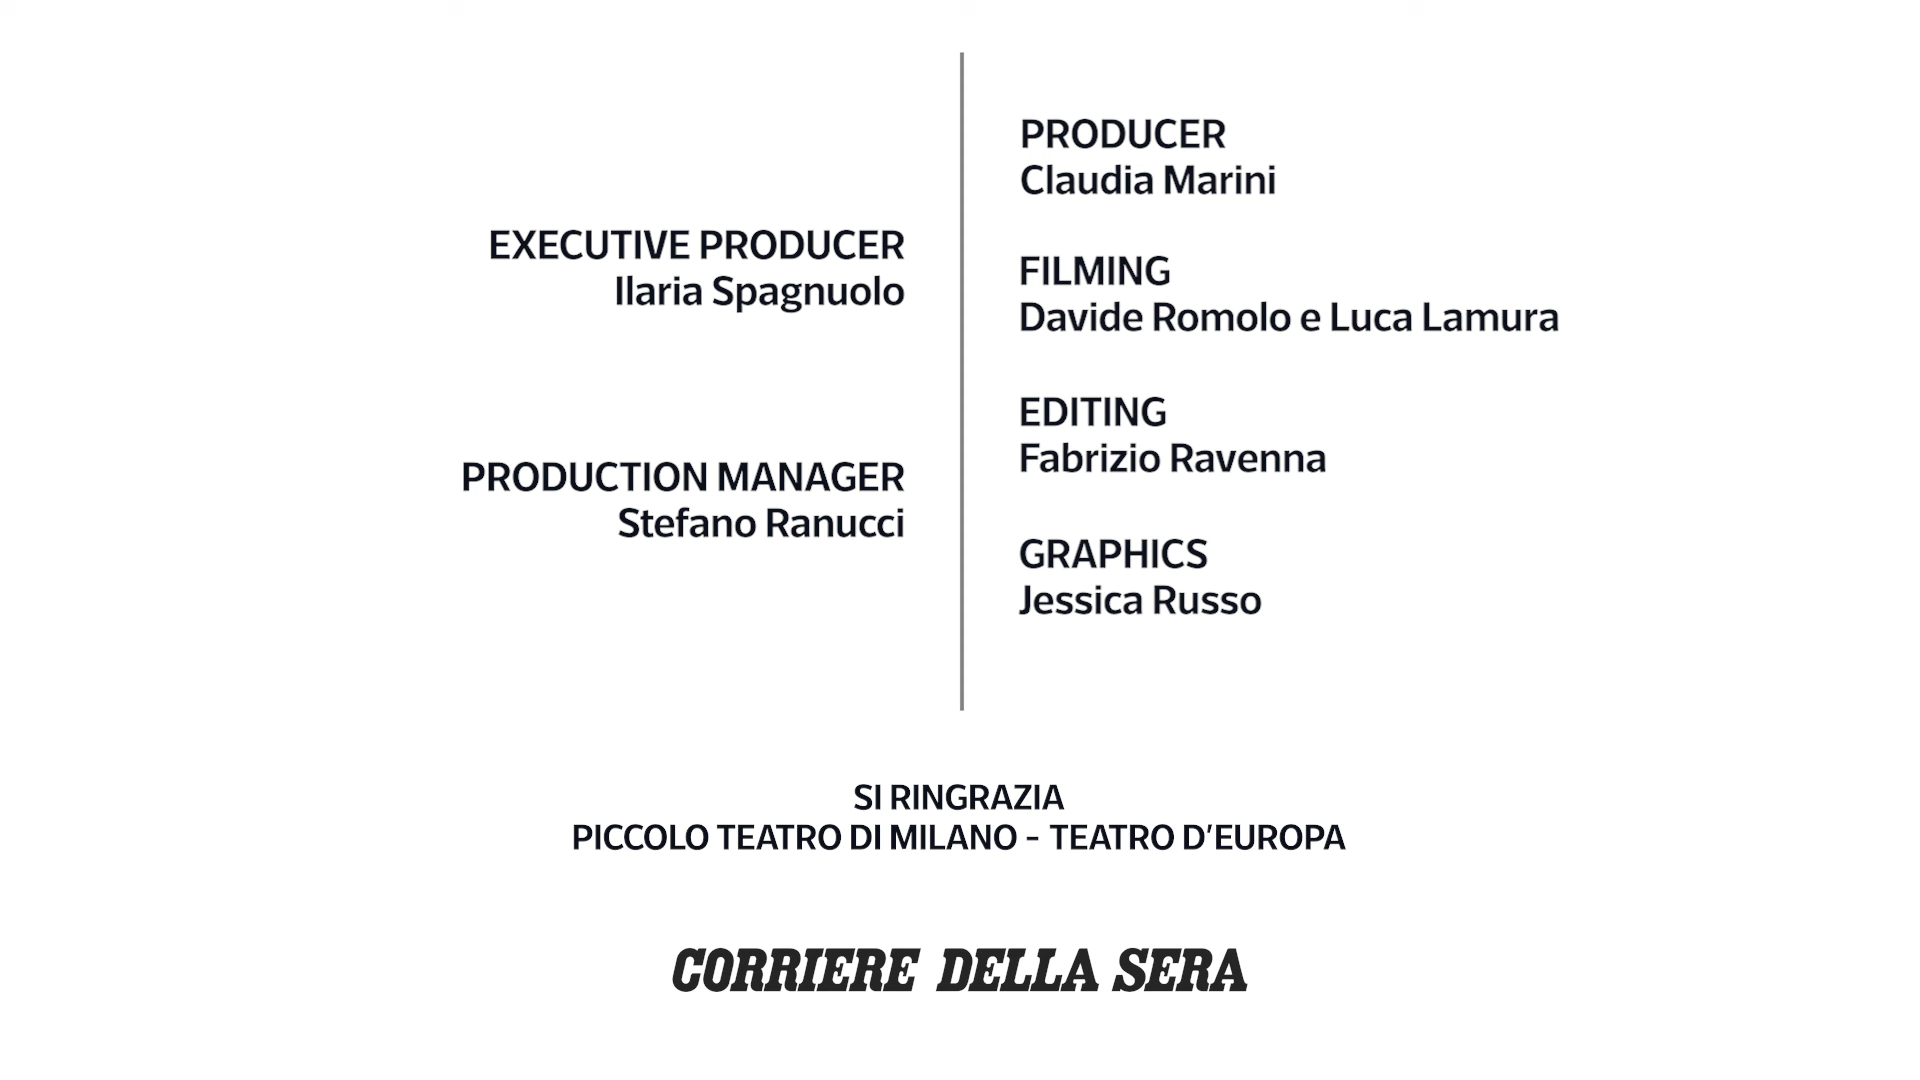 EXECUTIVE PRODUCER
Ilaria Spagnuolo
PRODUCTION MANAGER
Stefano Ranucci
PRODUCER
Claudia Marini
FILMING
Davide Romolo e Luca Lamura
EDITING
Fabrizio Ravenna
GRAPHICS
Jessica Russo
SI RINGRAZIA
PICCOLO TEATRO DI MILANO - TEATRO D'EUROPA
CORRIERE DELLA SERA